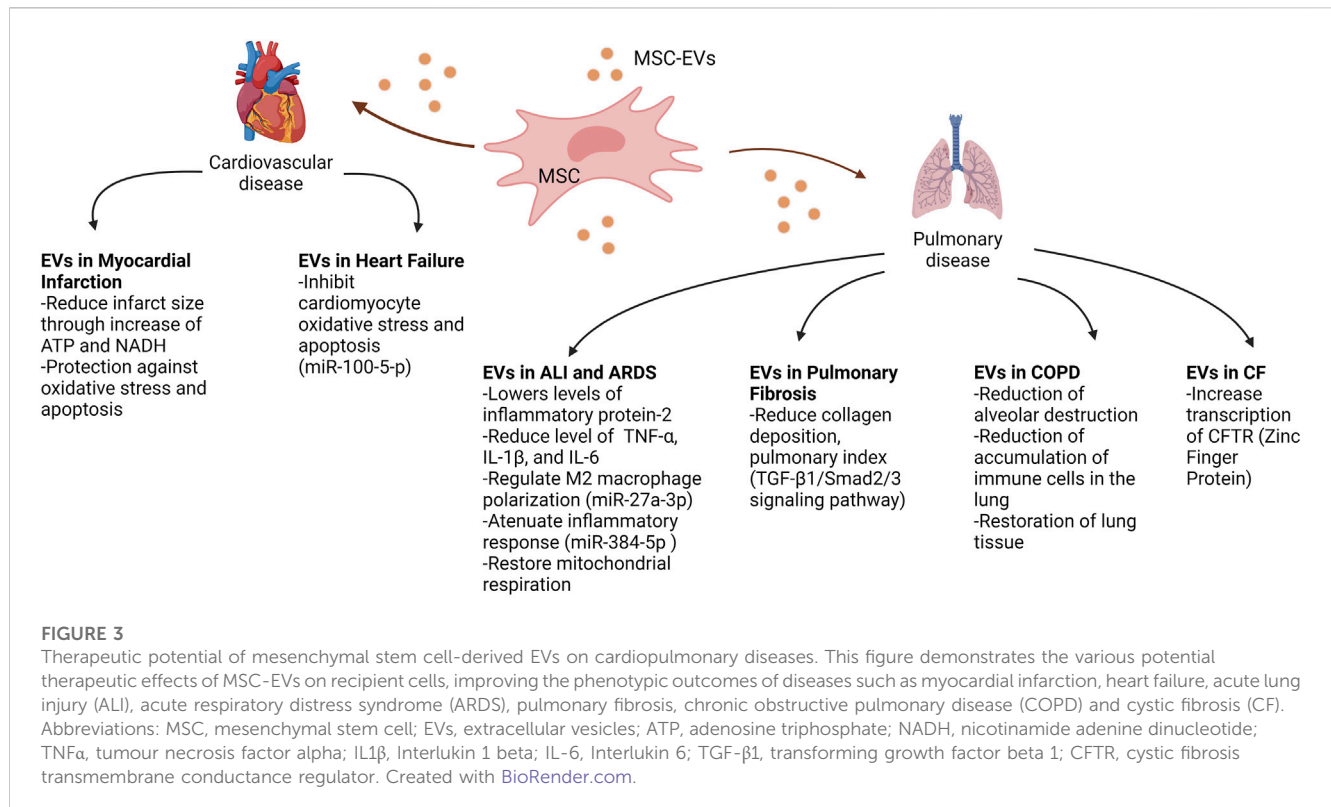 MSC-EVs
MSC
Cardiovascular
disease
Pulmonary
disease
EVs in Myocardial
Infarction
-Reduce infarct size
through increase of
ATP and NADH
-Protection against
oxidative stress and
apoptosis
EVs in Heart Failure
-Inhibit
cardiomyocyte
oxidative stress and
apoptosis
(miR-100-5-p)
EVs in ALI and ARDS
-Lowers levels of
inflammatory protein-2
-Reduce level of TNF-α,
IL-1β, and IL-6
-Regulate M2 macrophage
polarization (miR-27a-3p)
-Atenuate inflammatory
response (miR-384-5p )
-Restore mitochondrial
respiration
EVs in Pulmonary
Fibrosis
-Reduce collagen
deposition,
pulmonary index
(TGF-β1/Smad2/3
signaling pathway)
EVs in COPD
-Reduction of
alveolar destruction
-Reduction of
accumulation of
immune cells in the
lung
-Restoration of lung
tissue
EVs in CF
-Increase
transcription
of CFTR (Zinc
Finger
Protein)
FIGURE 3
Therapeutic potential of mesenchymal stem cell-derived EVs on cardiopulmonary diseases. This figure demonstrates the various potential
therapeutic effects of MSC-EVs on recipient cells, improving the phenotypic outcomes of diseases such as myocardial infarction, heart failure, acute lung
injury (ALI), acute respiratory distress syndrome (ARDS), pulmonary fibrosis, chronic obstructive pulmonary disease (COPD) and cystic fibrosis (CF).
Abbreviations: MSC, mesenchymal stem cell; EVs, extracellular vesicles; ATP, adenosine triphosphate; NADH, nicotinamide adenine dinucleotide;
TNFα, tumour necrosis factor alpha; IL1β, Interlukin 1 beta; IL-6, Interlukin 6; TGF-β1, transforming growth factor beta 1; CFTR, cystic fibrosis
transmembrane conductance regulator. Created with BioRender.com.